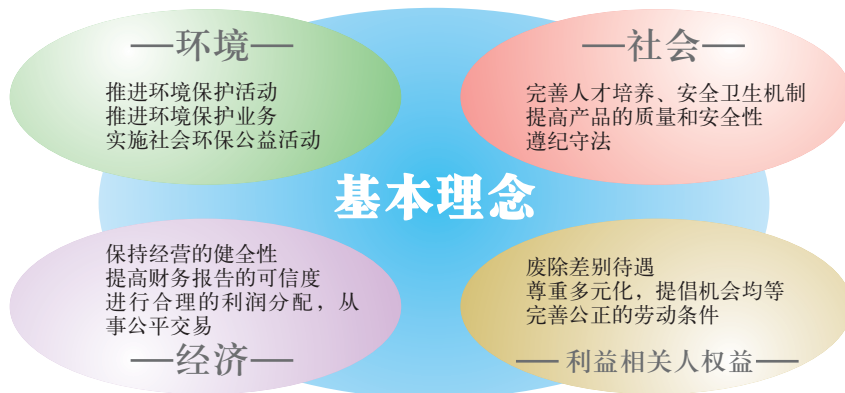 环境
推进环境保护活动
推进环境保护业务
实施社会环保公益活动
社会
完善人才培养、安全卫生机制
提高产品的质量和安全性
遵纪守法
基本理念
保持经营的健全性
提高财务报告的可信度
进行合理的利润分配，从
事公平交易
经济
废除差别待遇
尊重多元化，提倡机会均等
完善公正的劳动条件
利益相关人权益